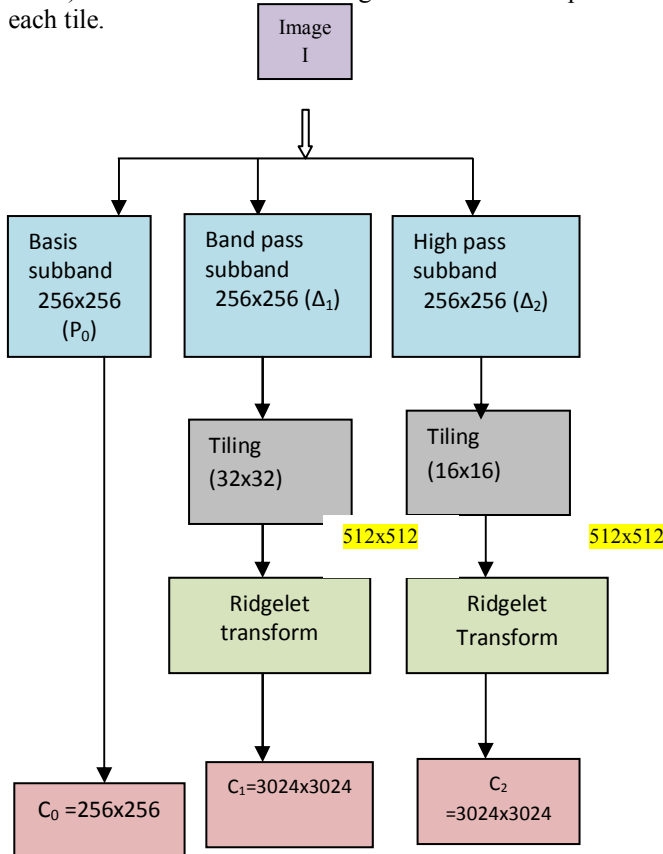 each tile.
Image
I
Basis
subband
256x256
(P₀)
Band pass
subband
256x256 (Δ₁)
High pass
subband
256x256 (Δ₂)
Tiling
(32x32)
Tiling
(16x16)
512x512
512x512
Ridgelet
transform
Ridgelet
Transform
C₀ =256x256
C₁=3024x3024
C₂
=3024x3024